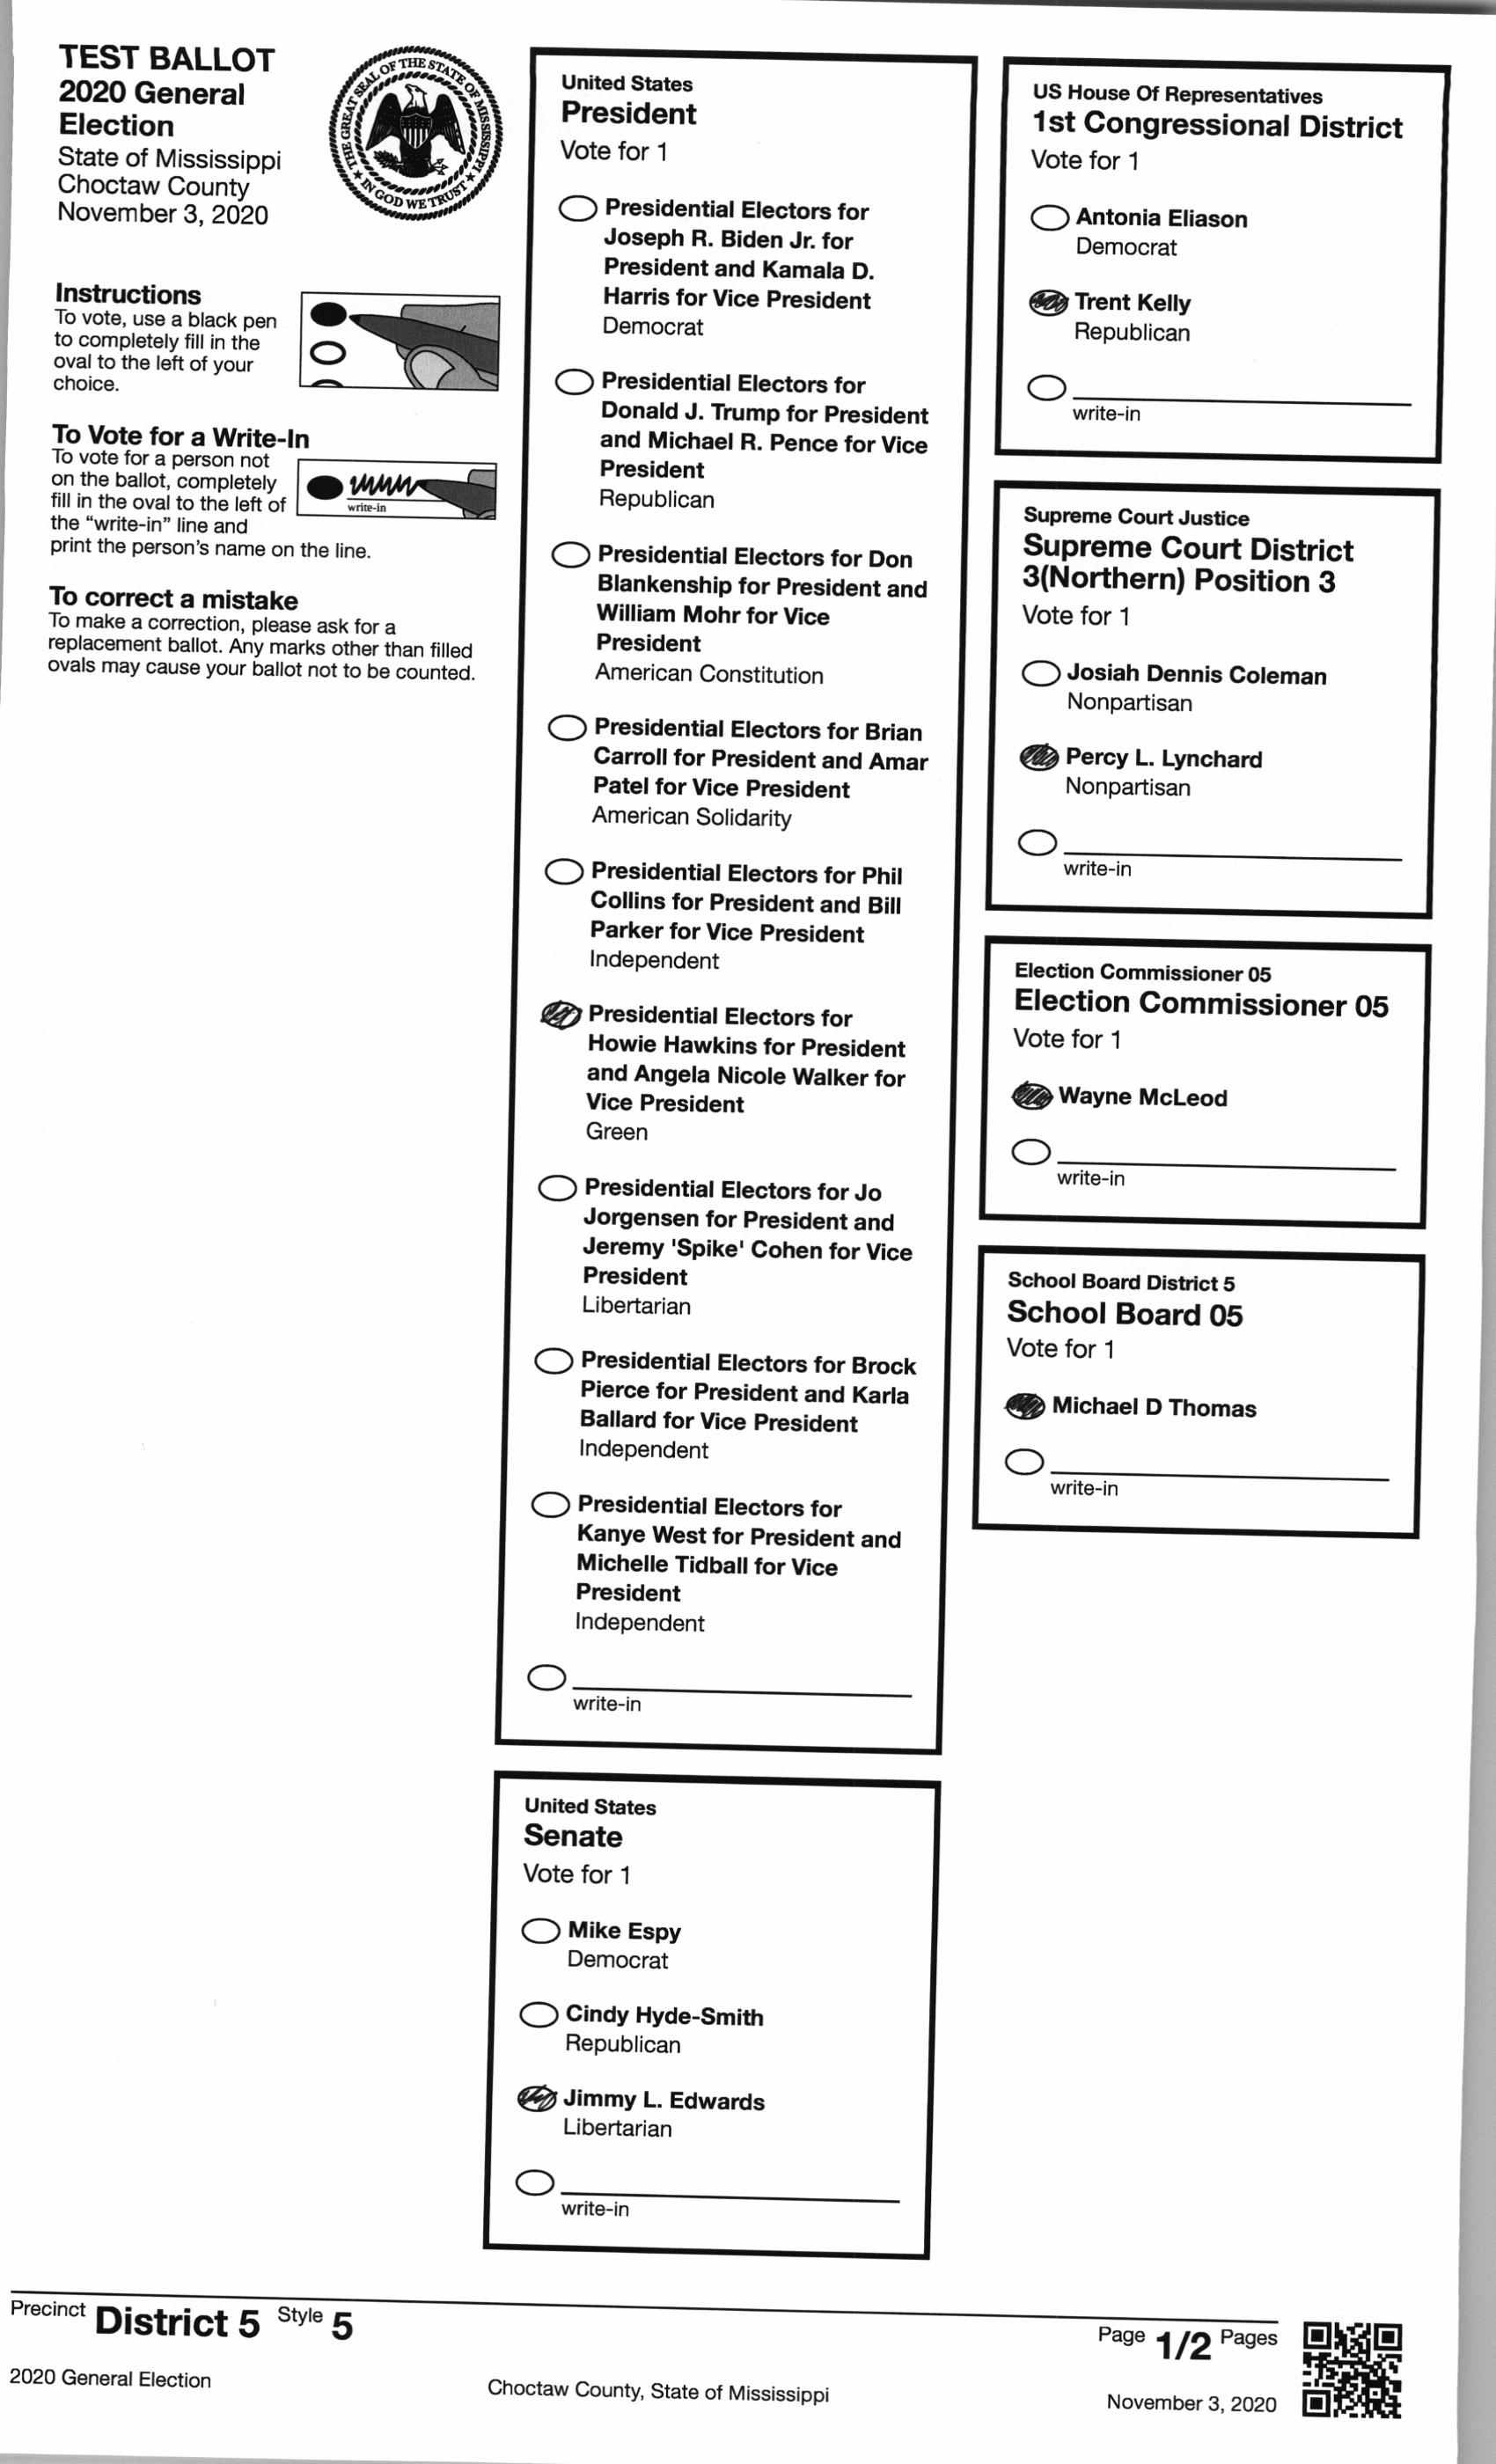 TEST BALLOT
2020 General
Election
State of Mississippi
Choctaw County
November 3, 2020
THE GREAT SEAL OF THE STATE OF MISSISSIPPI
IN GOD WE TRUST
Instructions
To vote, use a black pen
to completely fill in the
oval to the left of your
choice.
To Vote for a Write-In
To vote for a person not
on the ballot, completely
fill in the oval to the left of
the “write-in” line and
print the person’s name on the line.
write-in
To correct a mistake
To make a correction, please ask for a
replacement ballot. Any marks other than filled
ovals may cause your ballot not to be counted.
United States
President
Vote for 1
Presidential Electors for
Joseph R. Biden Jr. for
President and Kamala D.
Harris for Vice President
Democrat
Presidential Electors for
Donald J. Trump for President
and Michael R. Pence for Vice
President
Republican
Presidential Electors for Don
Blankenship for President and
William Mohr for Vice
President
American Constitution
Presidential Electors for Brian
Carroll for President and Amar
Patel for Vice President
American Solidarity
Presidential Electors for Phil
Collins for President and Bill
Parker for Vice President
Independent
Presidential Electors for
Howie Hawkins for President
and Angela Nicole Walker for
Vice President
Green
Presidential Electors for Jo
Jorgensen for President and
Jeremy 'Spike' Cohen for Vice
President
Libertarian
Presidential Electors for Brock
Pierce for President and Karla
Ballard for Vice President
Independent
Presidential Electors for
Kanye West for President and
Michelle Tidball for Vice
President
Independent
write-in
United States
Senate
Vote for 1
Mike Espy
Democrat
Cindy Hyde-Smith
Republican
Jimmy L. Edwards
Libertarian
write-in
US House Of Representatives
1st Congressional District
Vote for 1
Antonia Eliason
Democrat
Trent Kelly
Republican
write-in
Supreme Court Justice
Supreme Court District
3(Northern) Position 3
Vote for 1
Josiah Dennis Coleman
Nonpartisan
Percy L. Lynchard
Nonpartisan
write-in
Election Commissioner 05
Election Commissioner 05
Vote for 1
Wayne McLeod
write-in
School Board District 5
School Board 05
Vote for 1
Michael D Thomas
write-in
Precinct District 5 Style 5
Page 1/2 Pages
2020 General Election
Choctaw County, State of Mississippi
November 3, 2020